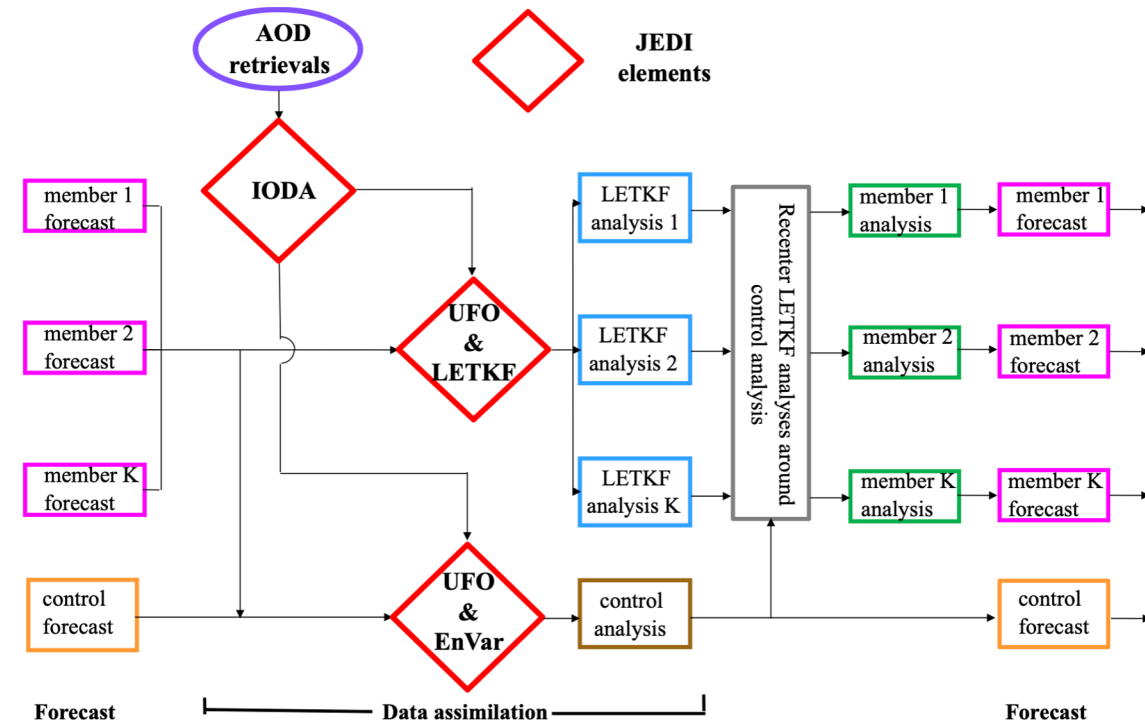 AOD
retrievals
JEDI
elements
IODA
member 1
forecast
member 2
forecast
member K
forecast
control
forecast
UFO
&
LETKF
UFO
&
EnVar
LETKF
analysis 1
LETKF
analysis 2
LETKF
analysis K
control
analysis
Recenter LETKF analyses around
control analysis
member 1
analysis
member 2
analysis
member K
analysis
member 1
forecast
member 2
forecast
member K
forecast
control
forecast
Forecast
Data assimilation
Forecast